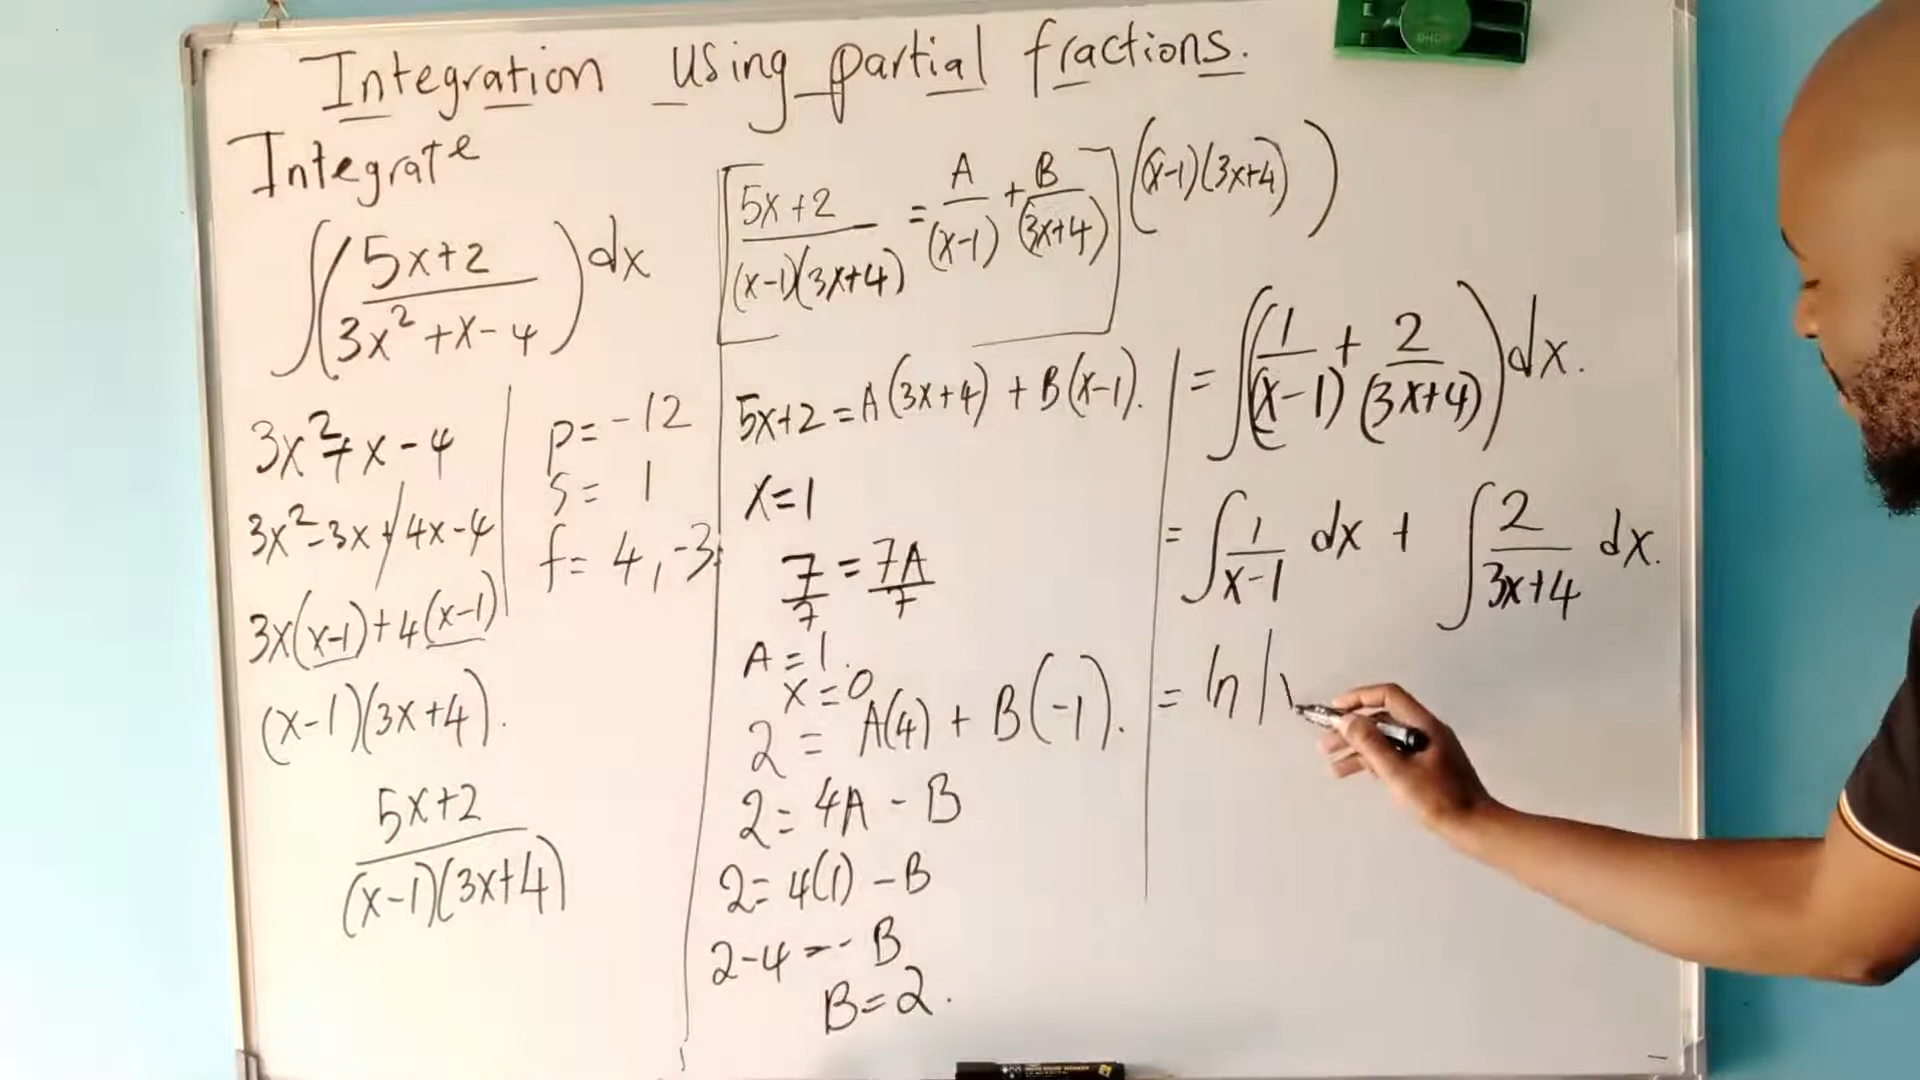 Integration using partial fractions.
Integrate
∫(5x+2/3x²+x-4)dx
3x²+x-4
3x²-3x+4x-4
3x(x-1)+4(x-1)
(x-1)(3x+4).
5x+2/(x-1)(3x+4)
p=-12
s= 1
f= 4,-3
[5x+2/(x-1)(3x+4) = A/(x-1) + B/(3x+4)]((x-1)(3x+4))
5x+2=A(3x+4)+B(x-1).
x=1
7/7=7A/7
A=1.
x=0
2= A(4)+B(-1).
2=4A-B
2=4(1)-B
2-4=-B
B=2.
=∫(1/(x-1)+2/(3x+4))dx.
=∫1/x-1 dx + ∫2/3x+4 dx.
= ln|